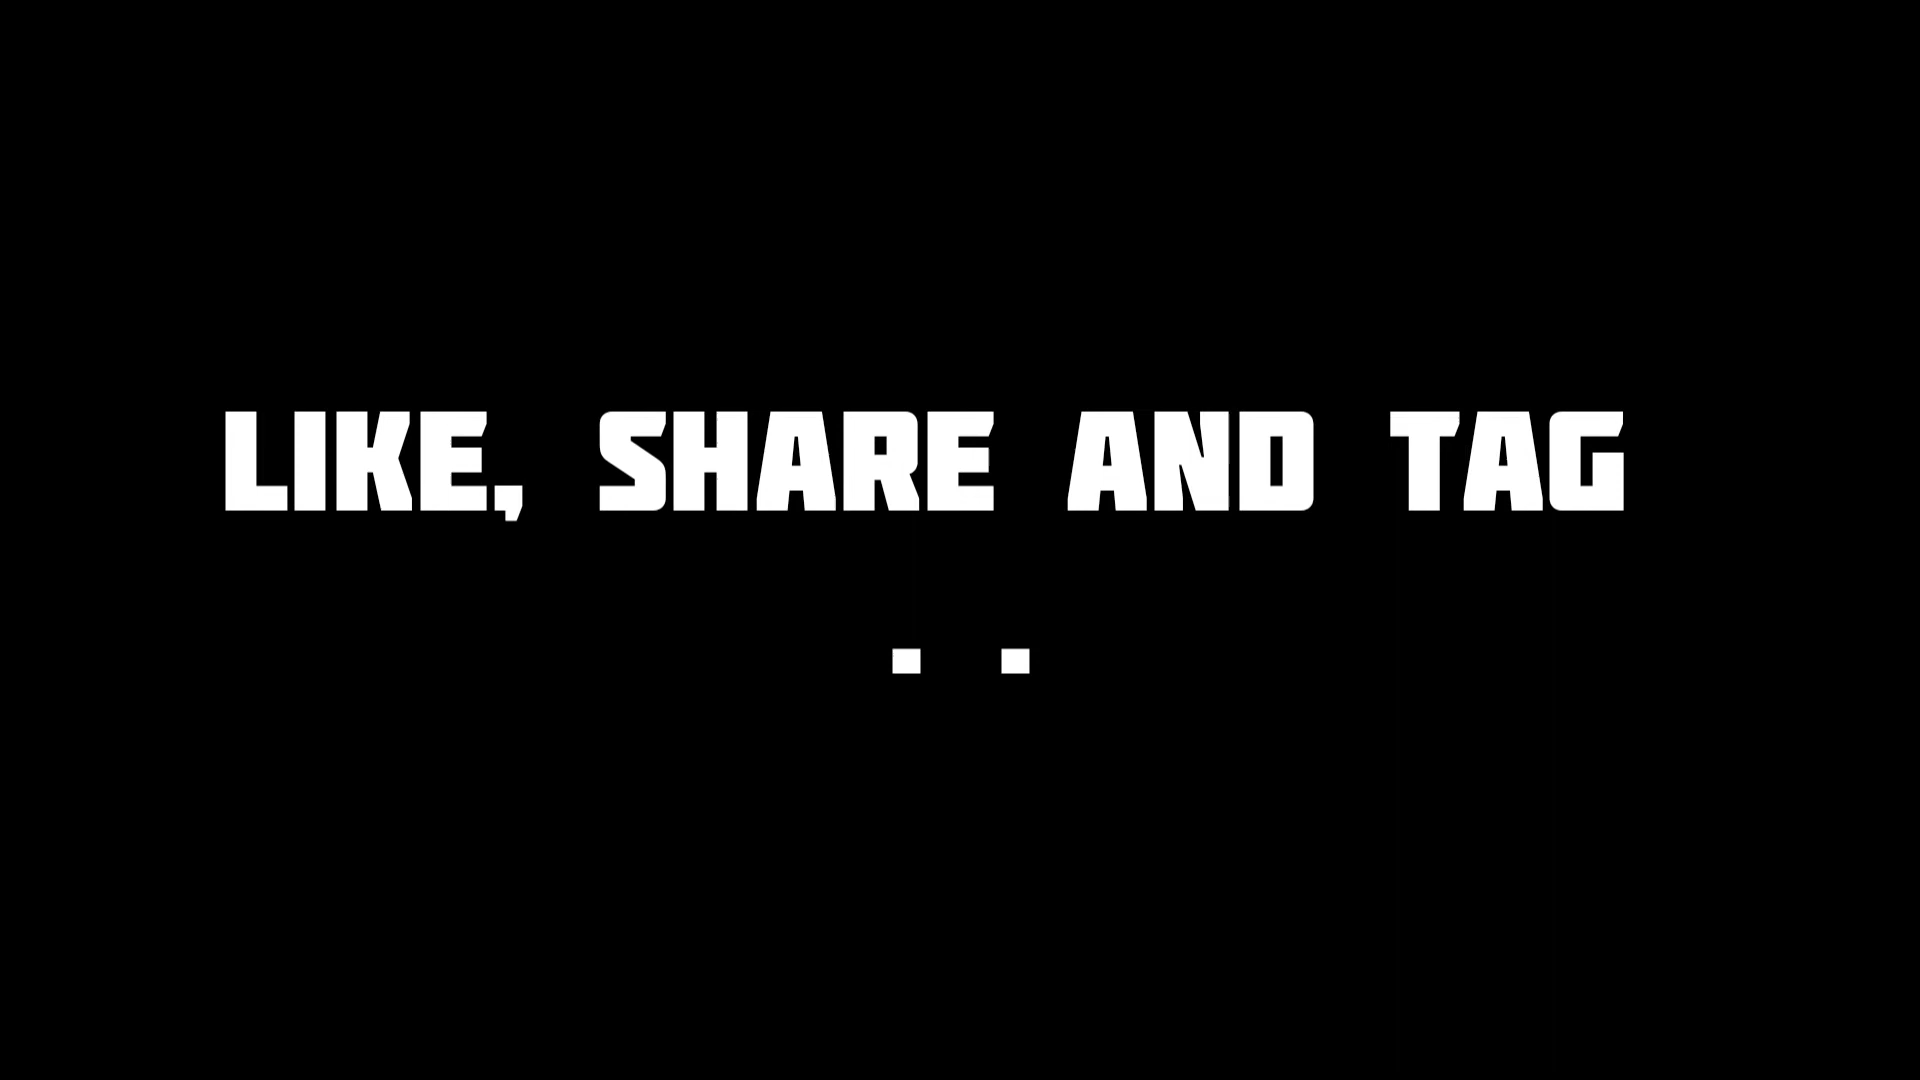 LIKE, SHARE AND TAG
. .